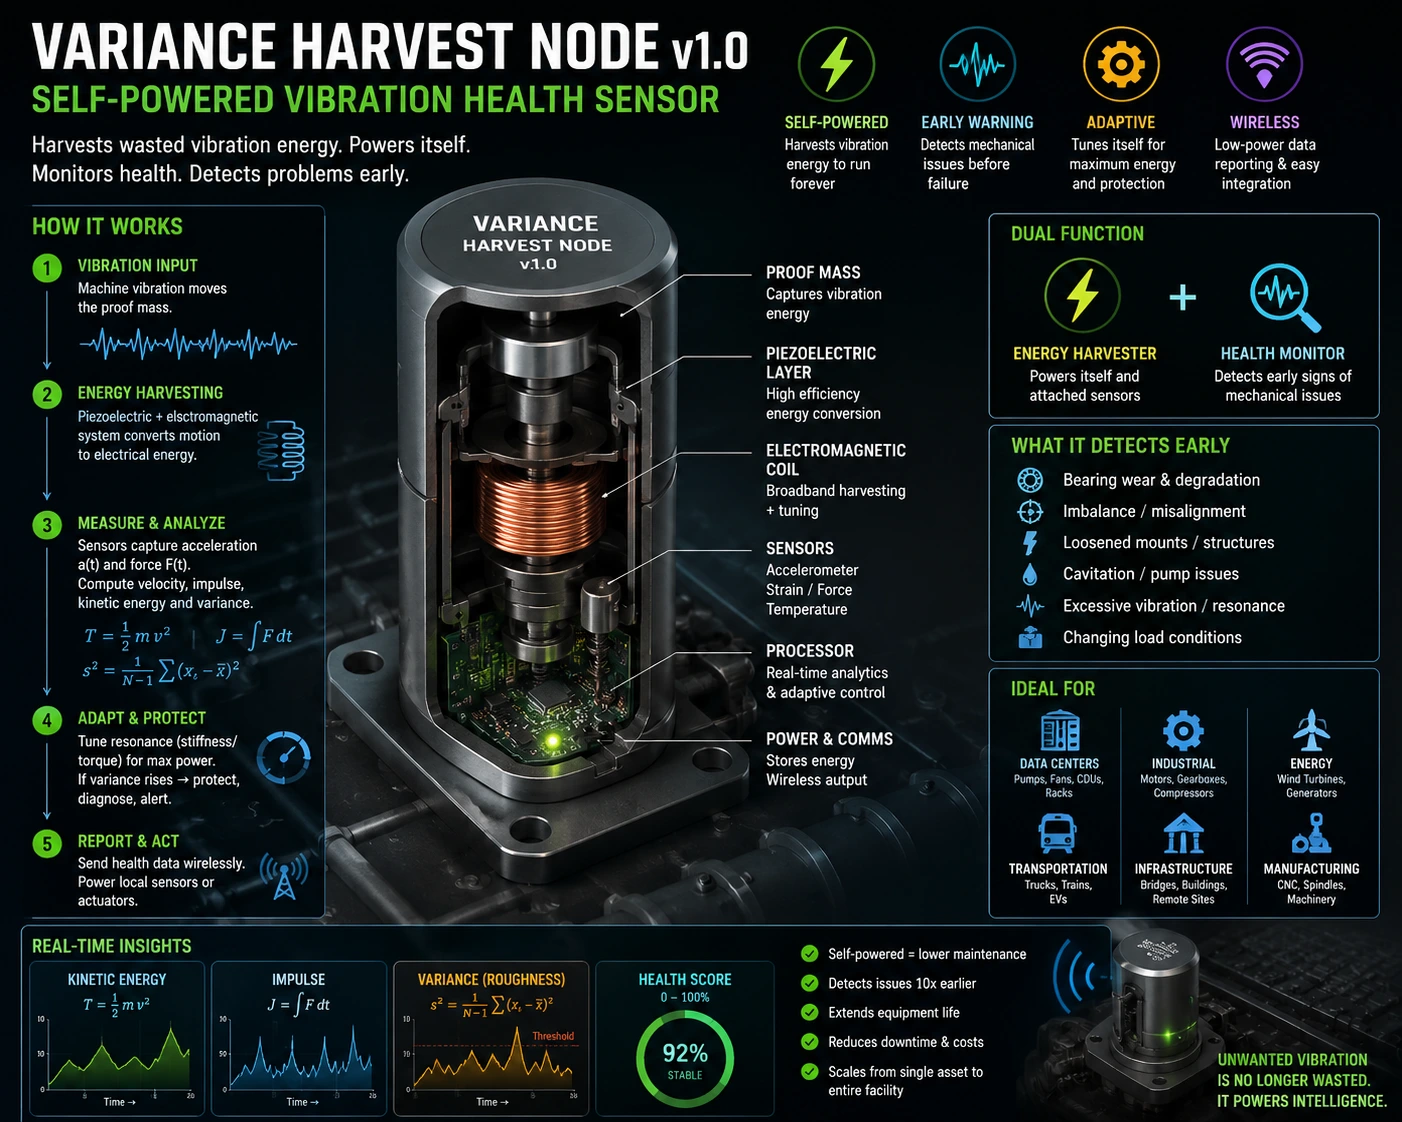 VARIANCE HARVEST NODE v1.0
SELF-POWERED VIBRATION HEALTH SENSOR
Harvests wasted vibration energy. Powers itself.
Monitors health. Detects problems early.
SELF-POWERED
Harvests vibration
energy to run
forever
EARLY WARNING
Detects mechanical
issues before
failure
ADAPTIVE
Tunes itself for
maximum energy
and protection
WIRELESS
Low-power data
reporting & easy
integration
HOW IT WORKS
1
VIBRATION INPUT
Machine vibration moves
the proof mass.
2
ENERGY HARVESTING
Piezoelectric + elsctromagnetic
system converts motion
to electrical energy.
3
MEASURE & ANALYZE
Sensors capture acceleration
a(t) and force F(t).
Compute velocity, impulse,
kinetic energy and variance.
T = 1/2 m v² | J = ∫F dt
s² = 1/N−1 ∑(xₛ − x̄)²
4
ADAPT & PROTECT
Tune resonance (stiffness/
torque) for max power.
If variance rises → protect,
diagnose, alert.
5
REPORT & ACT
Send health data wirelessly.
Power local sensors or
actuators.
VARIANCE
HARVEST NODE
v.1.0
PROOF MASS
Captures vibration
energy
PIEZOELECTRIC
LAYER
High efficiency
energy conversion
ELECTROMAGNETIC
COIL
Broadband harvesting
+ tuning
SENSORS
Accelerometer
Strain / Force
Temperature
PROCESSOR
Real-time analytics
& adaptive control
POWER & COMMS
Stores energy
Wireless autput
DUAL FUNCTION
+
ENERGY HARVESTER
Powers itself and
attached sensors
HEALTH MONITOR
Detects early signs of
mechanical issues
WHAT IT DETECTS EARLY
Bearing wear & degradation
Imbalance / misalignment
Loosened mounts / structures
Cavitation / pump issues
Excessive vibration / resonance
Changing load conditions
IDEAL FOR
DATA CENTERS
Pumps, Fans, CDUs,
Racks
INDUSTRIAL
Motors, Gearboxes,
Compressors
ENERGY
Wind Turbines,
Generators
TRANSPORTATION
Trucks, Trains,
EVs
INFRASTRUCTURE
Bridges, Buildings,
Remote Sites
MANUFACTURING
CNC, Spindles,
Machinery
REAL-TIME INSIGHTS
KINETIC ENERGY
T = 1/2 m v²
10
50
0
Time →
20
IMPULSE
J = ∫F dt
10
50
0
Time →
20
VARIANCE (ROUGHNESS)
s² = 1/N−1 ∑(xₛ − x̄)²
Threshold
10
0
Time →
HEALTH SCORE
0 – 100%
92%
STABLE
Self-powered = lower maintenance
Detects issues 10x earlier
Extends equipment life
Reduces downtime & costs
Scales from single asset to
entire facility
UNWANTED VIBRATION
IS NO LONGER WASTED.
IT POWERS INTELLIGENCE.